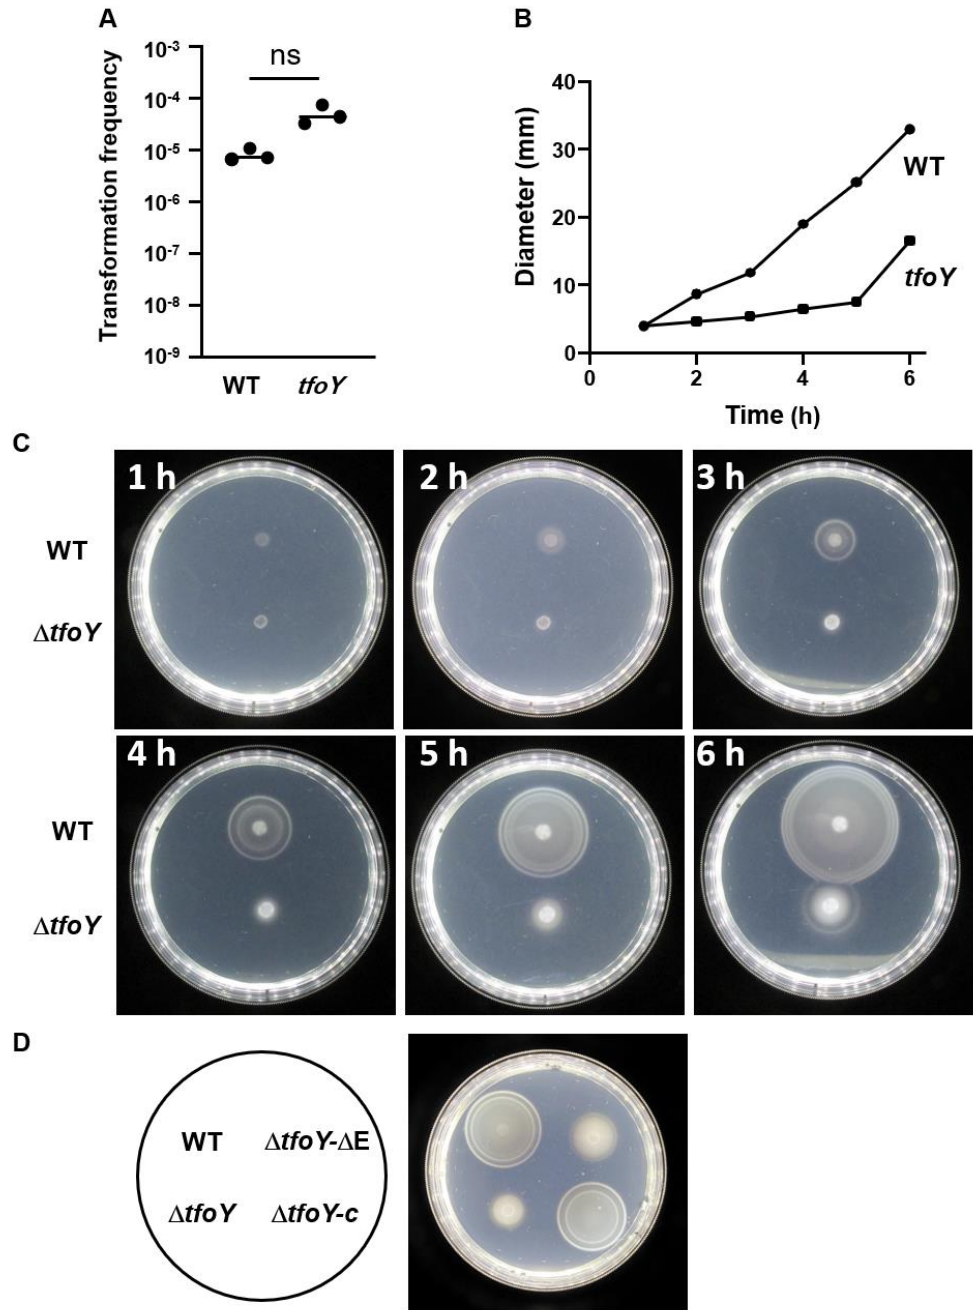 A
Transformation frequency
10-3
10-4
10-5
10-6
10-7
10-8
10-9
ns
WT tfoY
B
Diameter (mm)
40
30
20
10
0
0 2 4 6
Time (h)
WT
tfoY
C
1 h 2 h 3 h
WT
ΔtfoY
4 h 5 h 6 h
WT
ΔtfoY
D
WT ΔtfoY-ΔE
ΔtfoY ΔtfoY-c